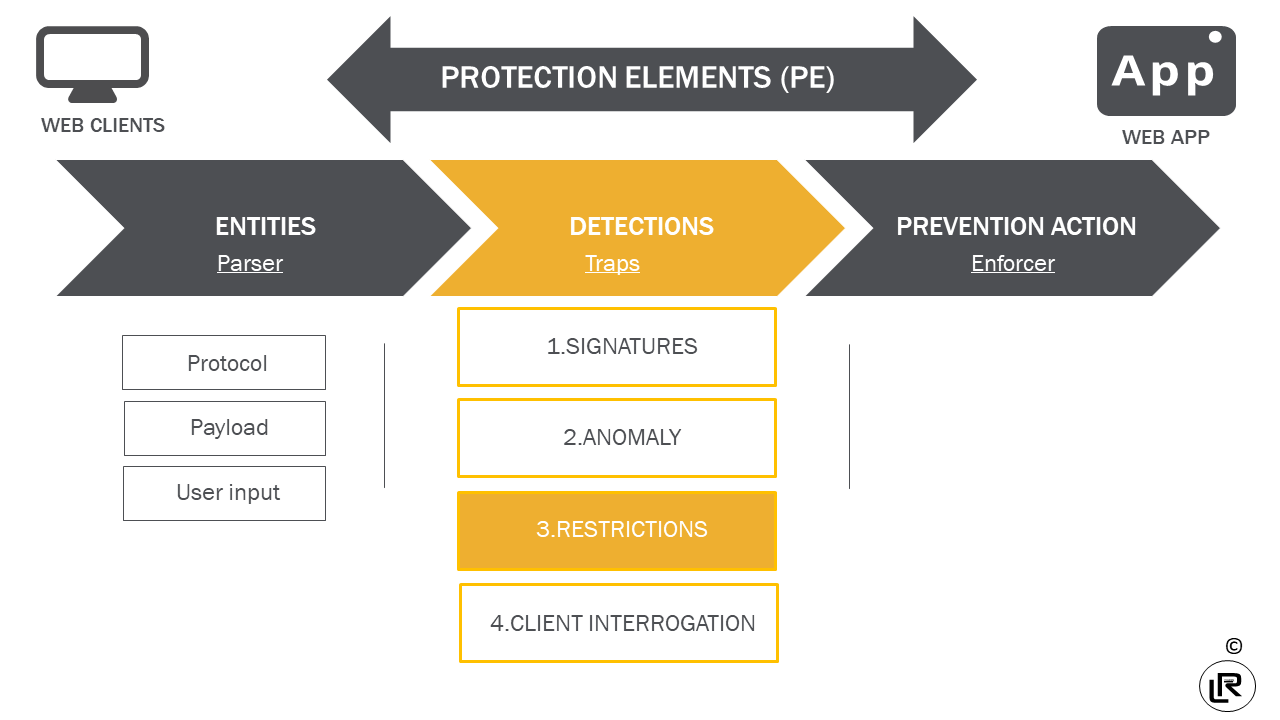 PROTECTION ELEMENTS (PE)
App
WEB CLIENTS
WEB APP
ENTITIES
Parser
DETECTIONS
Traps
PREVENTION ACTION
Enforcer
Protocol
Payload
User input
1.SIGNATURES
2.ANOMALY
3.RESTRICTIONS
4.CLIENT INTERROGATION
©
LR